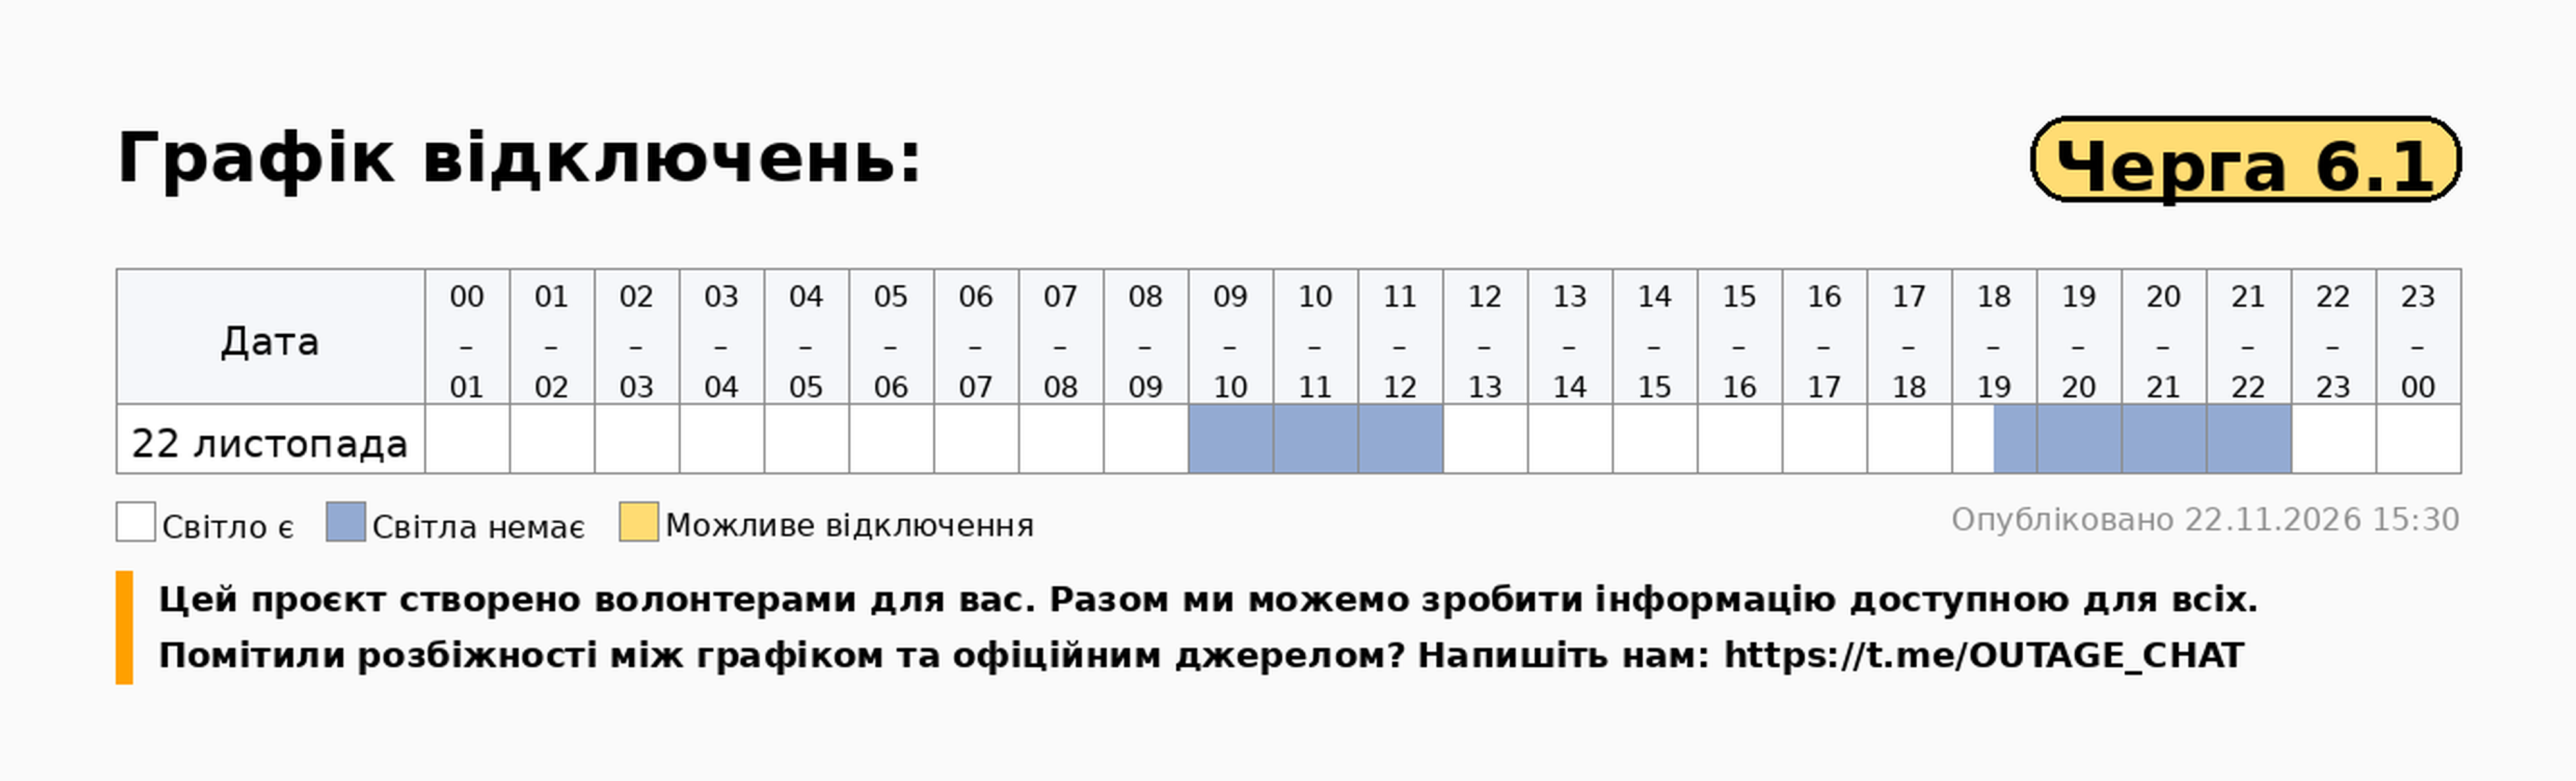 Графік відключень:
Черга 6.1
Дата
00 – 01
01 – 02
02 – 03
03 – 04
04 – 05
05 – 06
06 – 07
07 – 08
08 – 09
09 – 10
10 – 11
11 – 12
12 – 13
13 – 14
14 – 15
15 – 16
16 – 17
17 – 18
18 – 19
19 – 20
20 – 21
21 – 22
22 – 23
23 – 00
22 листопада
Світло є
Світла немає
Можливе відключення
Опубліковано 22.11.2026 15:30
Цей проєкт створено волонтерами для вас. Разом ми можемо зробити інформацію доступною для всіх.
Помітили розбіжності між графіком та офіційним джерелом? Напишіть нам: https://t.me/OUTAGE_CHAT